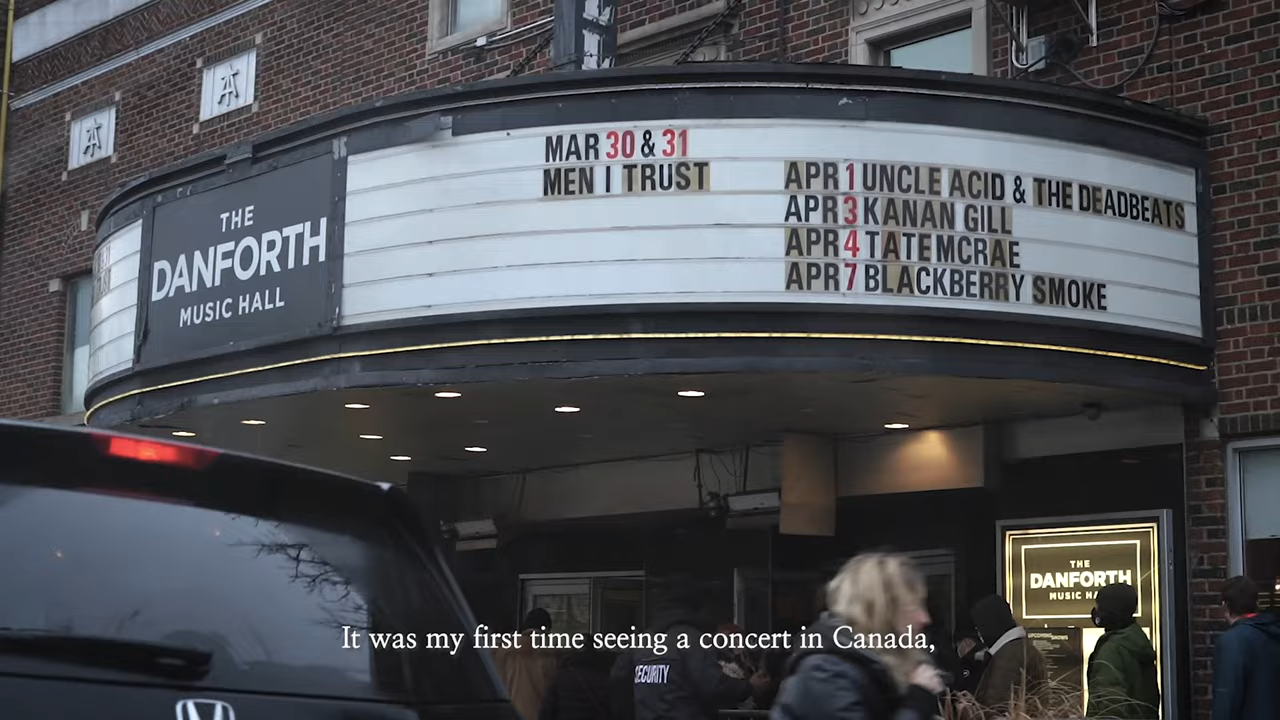 MAR 30 & 31
MEN I TRUST
APR 1 UNCLE ACID & THE DEADBEATS
APR 3 KANAN GILL
APR 4 TATE MCRAE
APR 7 BLACKBERRY SMOKE
THE
DANFORTH
MUSIC HALL
THE
DANFORTH
MUSIC
It was my first time seeing a concert in Canada,
SECURITY